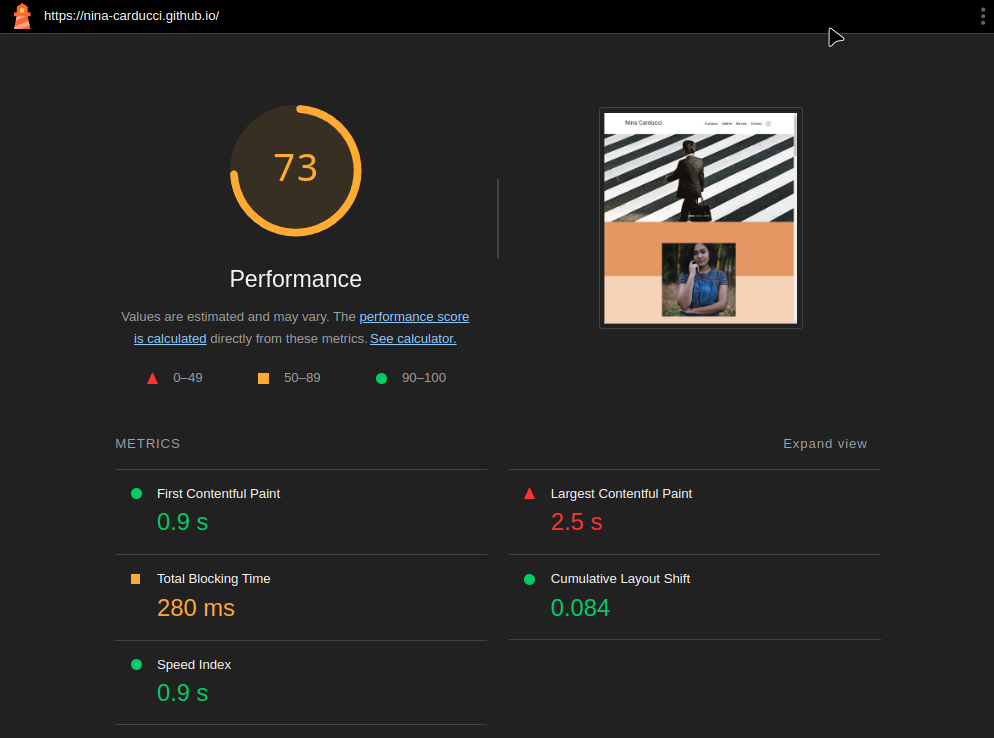 https://nina-carducci.github.io/
73
Nina Carducci
Performance
Values are estimated and may vary. The performance score
is calculated directly from these metrics. See calculator.
0–49 50–89 90–100
METRICS Expand view
First Contentful Paint
0.9 s
Largest Contentful Paint
2.5 s
Total Blocking Time
280 ms
Cumulative Layout Shift
0.084
Speed Index
0.9 s